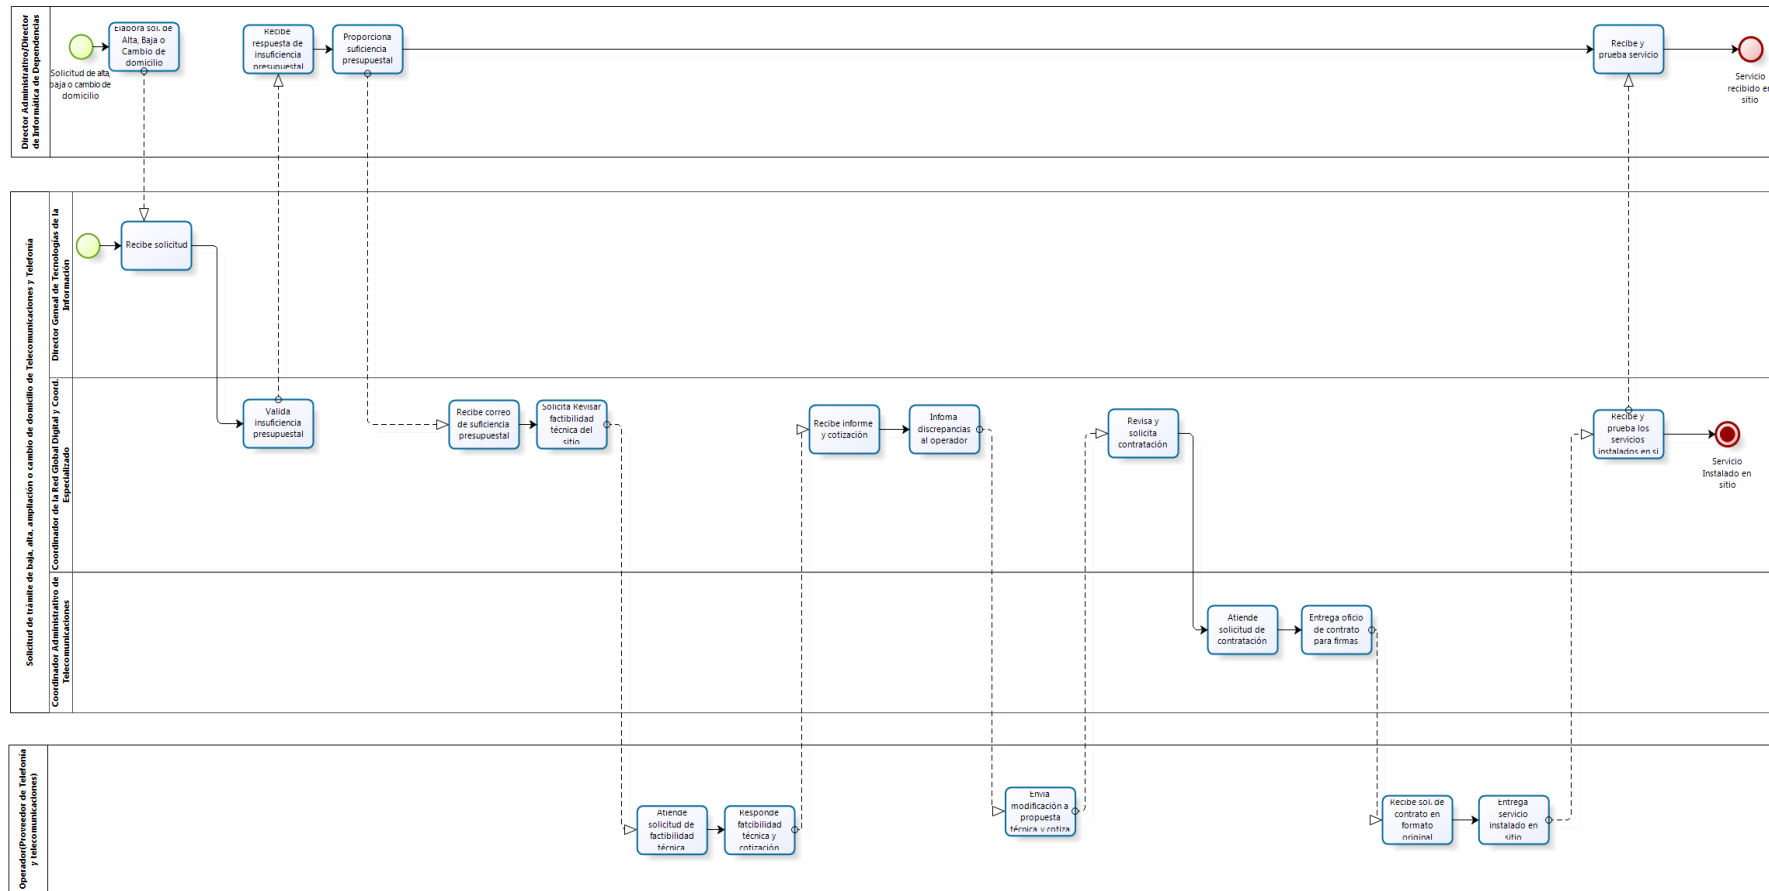 Director Administrativo/Director
de Informática de Dependencias
Solicitud de alta,
baja o cambio de
domicilio
Elabora sol. de
Alta, Baja o
Cambio de
domicilio
Recibe
respuesta de
insuficiencia
presupuestal
Proporciona
suficiencia
presupuestal
Recibe y
prueba servicio
Servicio
recibido en
sitio
Solicitud de trámite de baja, alta, ampliación o cambio de domicilio de Telecomunicaciones y Telefonía
Director Geneal de Tecnologías de la
Información
Recibe solicitud
Coordinador de la Red Global Digital y Coord.
Especializado
Valida
insuficiencia
presupuestal
Recibe correo
de suficiencia
presupuestal
Solicita Revisar
factibilidad
técnica del
sitio
Recibe informe
y cotización
Infoma
discrepancias
al operador
Revisa y
solicita
contratación
Recibe y
prueba los
servicios
instalados en si
Servicio
Instalado en
sitio
Coordinador Administrativo de
Telecomunicaciones
Atiende
solicitud de
contratación
Entrega oficio
de contrato
para firmas
Operador(Proveedor de Telefonía
y telecomunicaciones)
Atiende
solicitud de
factibilidad
técnica
Responde
fatcibilidad
técnica y
cotización
Envía
modificación a
propuesta
técnica y cotiza
Recibe sol. de
contrato en
formato
original
Entrega
servicio
instalado en
sitio